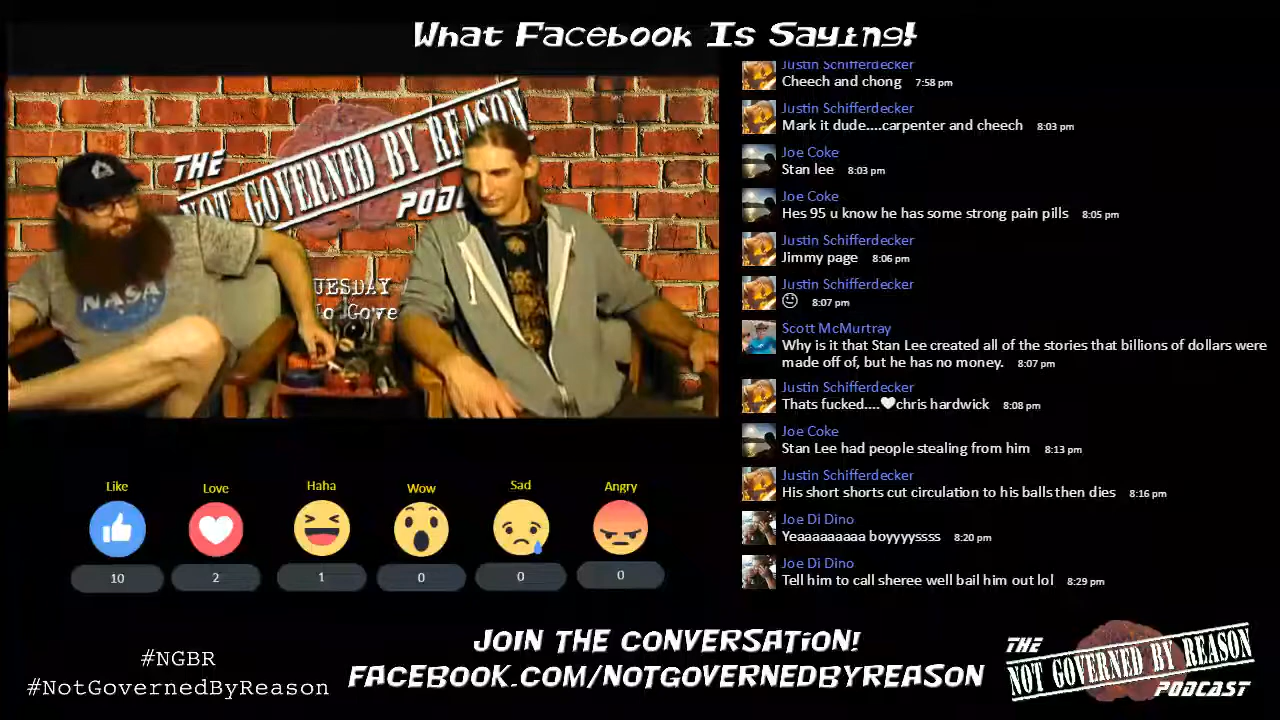 What Facebook Is Saying!
THE
NOT GOVERNED BY REASON
NASA
UESDAY
Like
Love
Haha
Wow
Sad
Angry
10
2
1
0
0
0
Justin Schifferdecker
Cheech and chong 7:58 pm
Justin Schifferdecker
Mark it dude....carpenter and cheech 8:03 pm
Joe Coke
Stan lee 8:03 pm
Joe Coke
Hes 95 u know he has some strong pain pills 8:05 pm
Justin Schifferdecker
Jimmy page 8:06 pm
Justin Schifferdecker
8:07 pm
Scott McMurtray
Why is it that Stan Lee created all of the stories that billions of dollars were
made off of, but he has no money. 8:07 pm
Justin Schifferdecker
Thats fucked....♥chris hardwick 8:08 pm
Joe Coke
Stan Lee had people stealing from him 8:13 pm
Justin Schifferdecker
His short shorts cut circulation to his balls then dies 8:16 pm
Joe Di Dino
Yeaaaaaaaaa boyyyyssss 8:20 pm
Joe Di Dino
Tell him to call sheree well bail him out lol 8:29 pm
#NGBR
#NotGovernedByReason
JOIN THE CONVERSATION!
FACEBOOK.COM/NOTGOVERNEDBYREASON
THE
NOT GOVERNED BY REASON
PODCAST